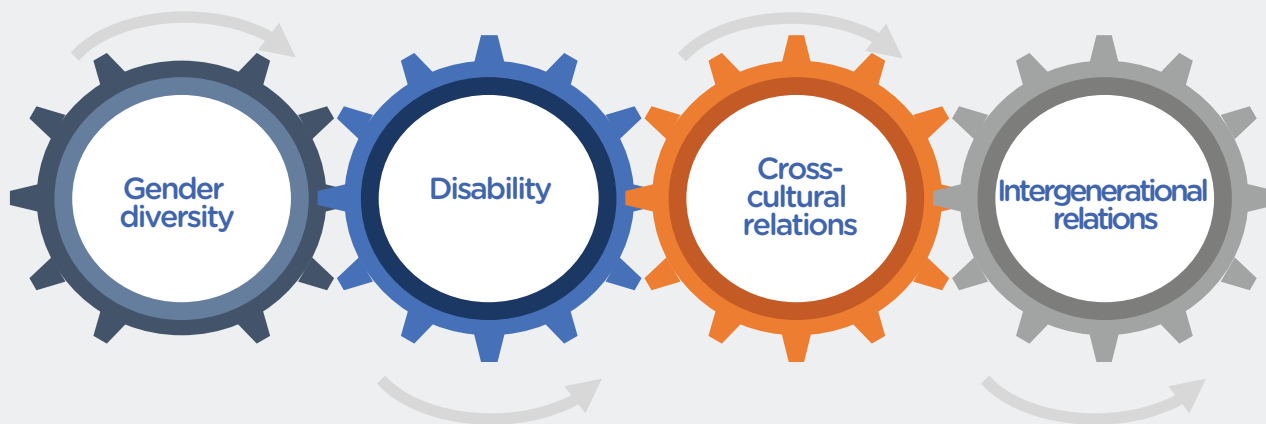 Gender
diversity
Disability
Cross-
cultural
relations
Intergenerational
relations